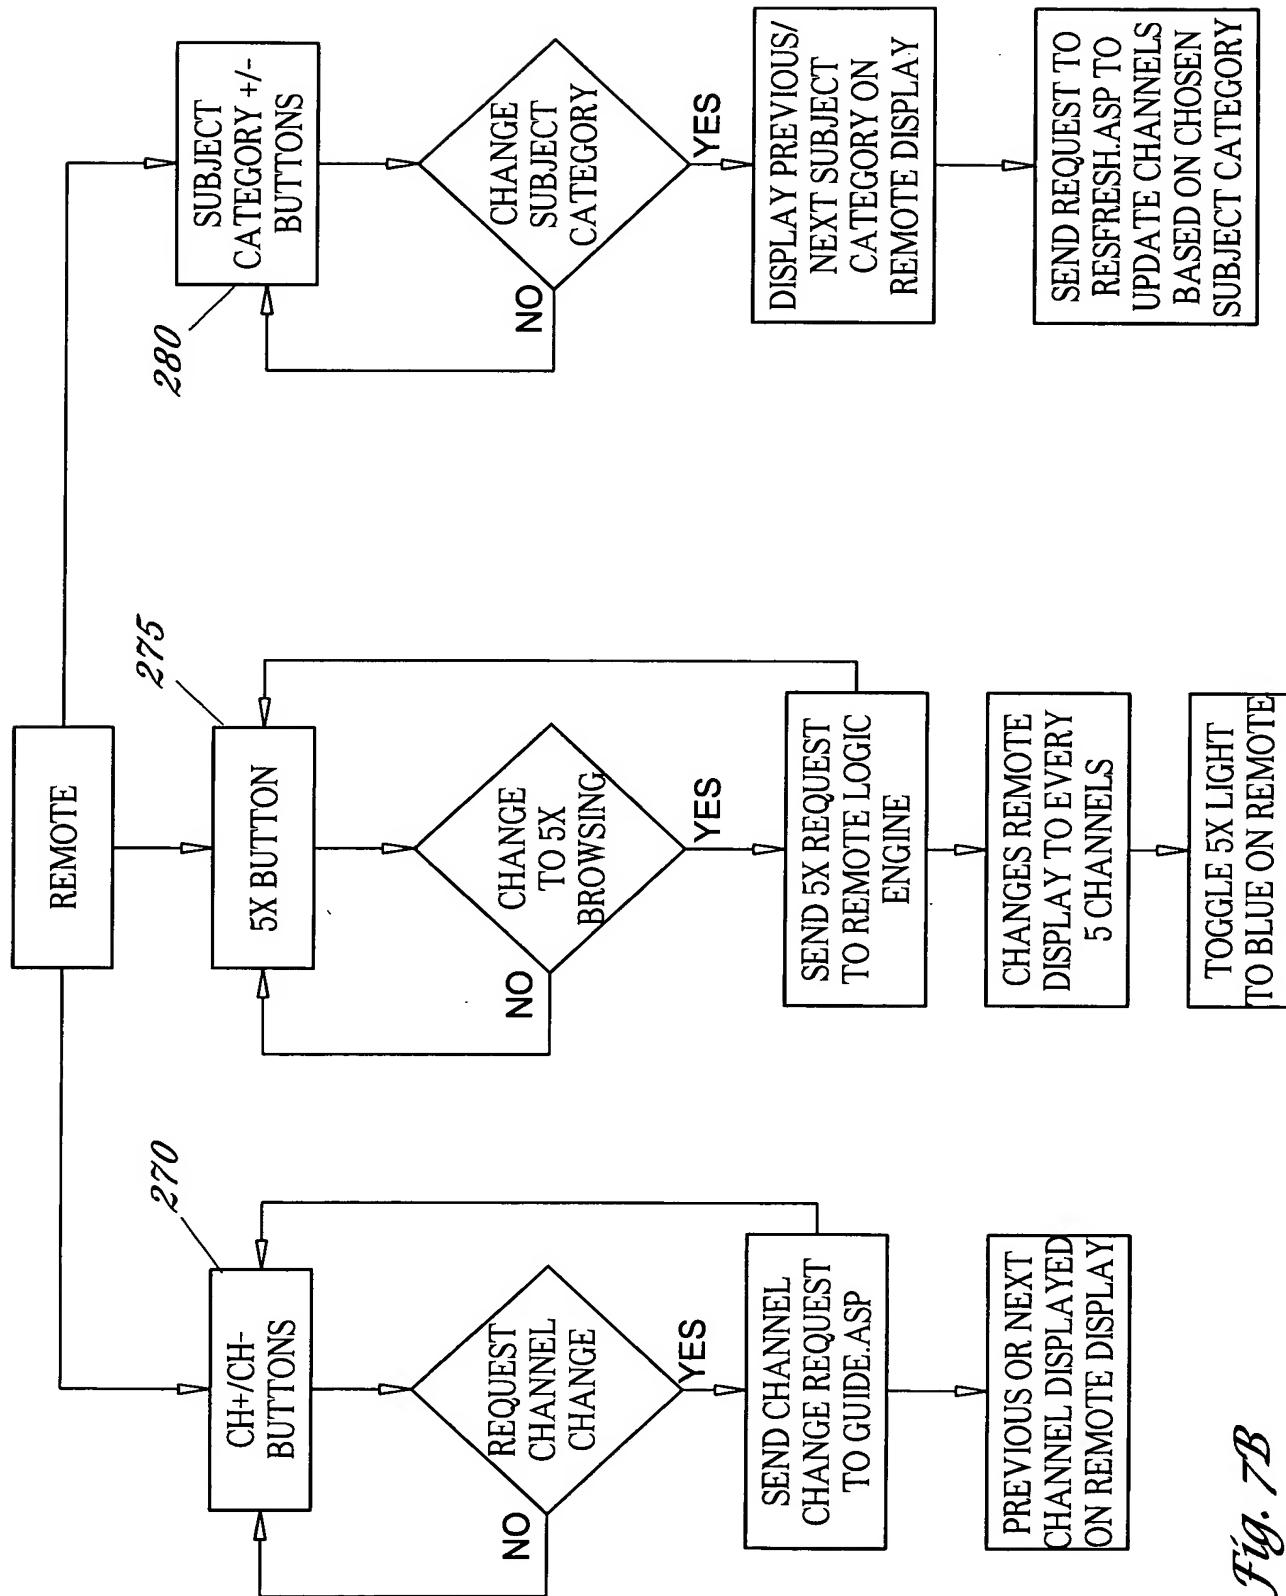 REMOTE
270
CH+/CH-
BUTTONS
REQUEST
CHANNEL
CHANGE
NO
YES
SEND CHANNEL
CHANGE REQUEST
TO GUIDE.ASP
PREVIOUS OR NEXT
CHANNEL DISPLAYED
ON REMOTE DISPLAY
275
5X BUTTON
CHANGE
TO 5X
BROWSING
NO
YES
SEND 5X REQUEST
TO REMOTE LOGIC
ENGINE
CHANGES REMOTE
DISPLAY TO EVERY
5 CHANNELS
TOGGLE 5X LIGHT
TO BLUE ON REMOTE
280
SUBJECT
CATEGORY +/-
BUTTONS
CHANGE
SUBJECT
CATEGORY
NO
YES
DISPLAY PREVIOUS/
NEXT SUBJECT
CATEGORY ON
REMOTE DISPLAY
SEND REQUEST TO
RESFRESH.ASP TO
UPDATE CHANNELS
BASED ON CHOSEN
SUBJECT CATEGORY
Fig. 7B